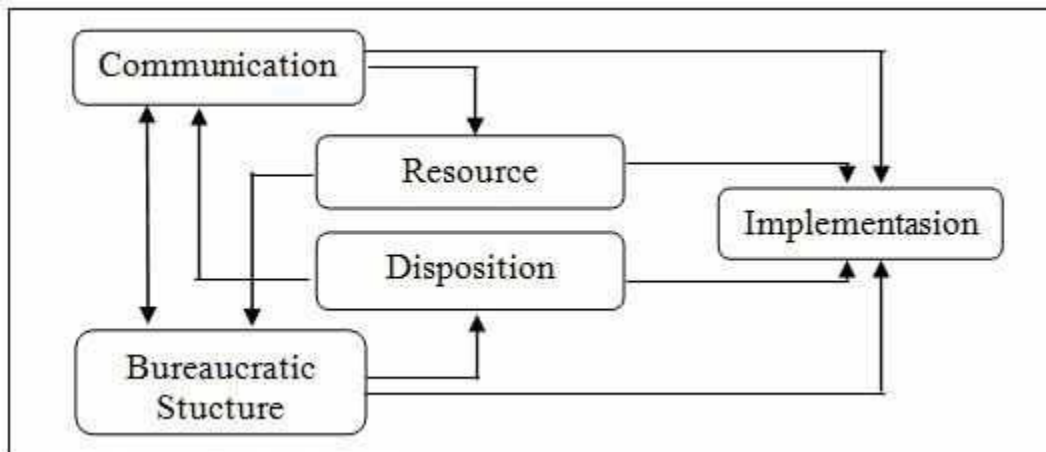 Communication
Resource
Implementasion
Disposition
Bureaucratic
Stucture